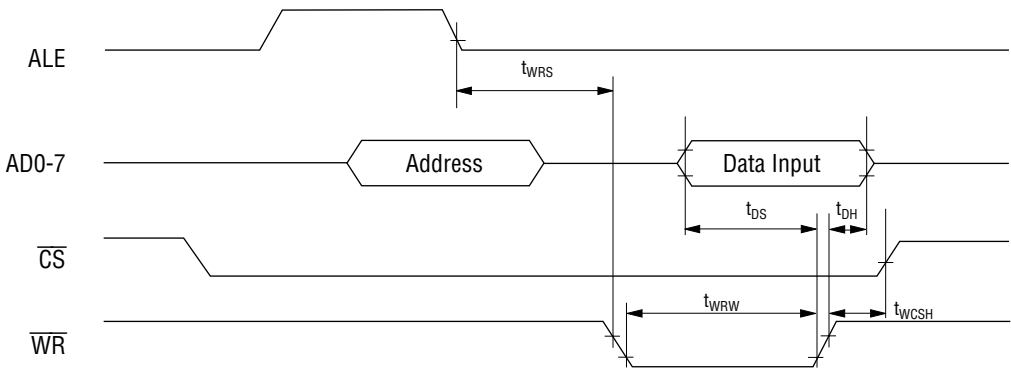 ALE
tWRS
AD0-7
Address
Data Input
tDS
tDH
CS
tWRW
tWCSH
WR